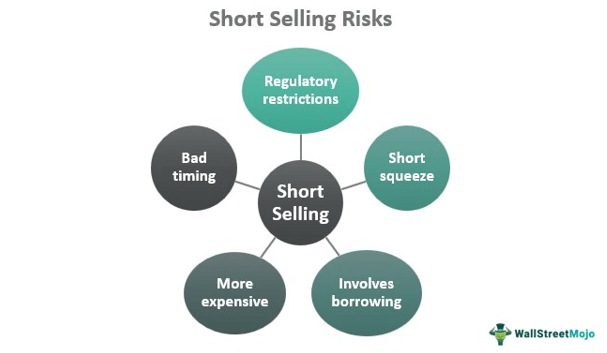 Short Selling Risks
Regulatory
restrictions
Bad
timing
Short
squeeze
Short
Selling
More
expensive
Involves
borrowing
WallStreetMojo